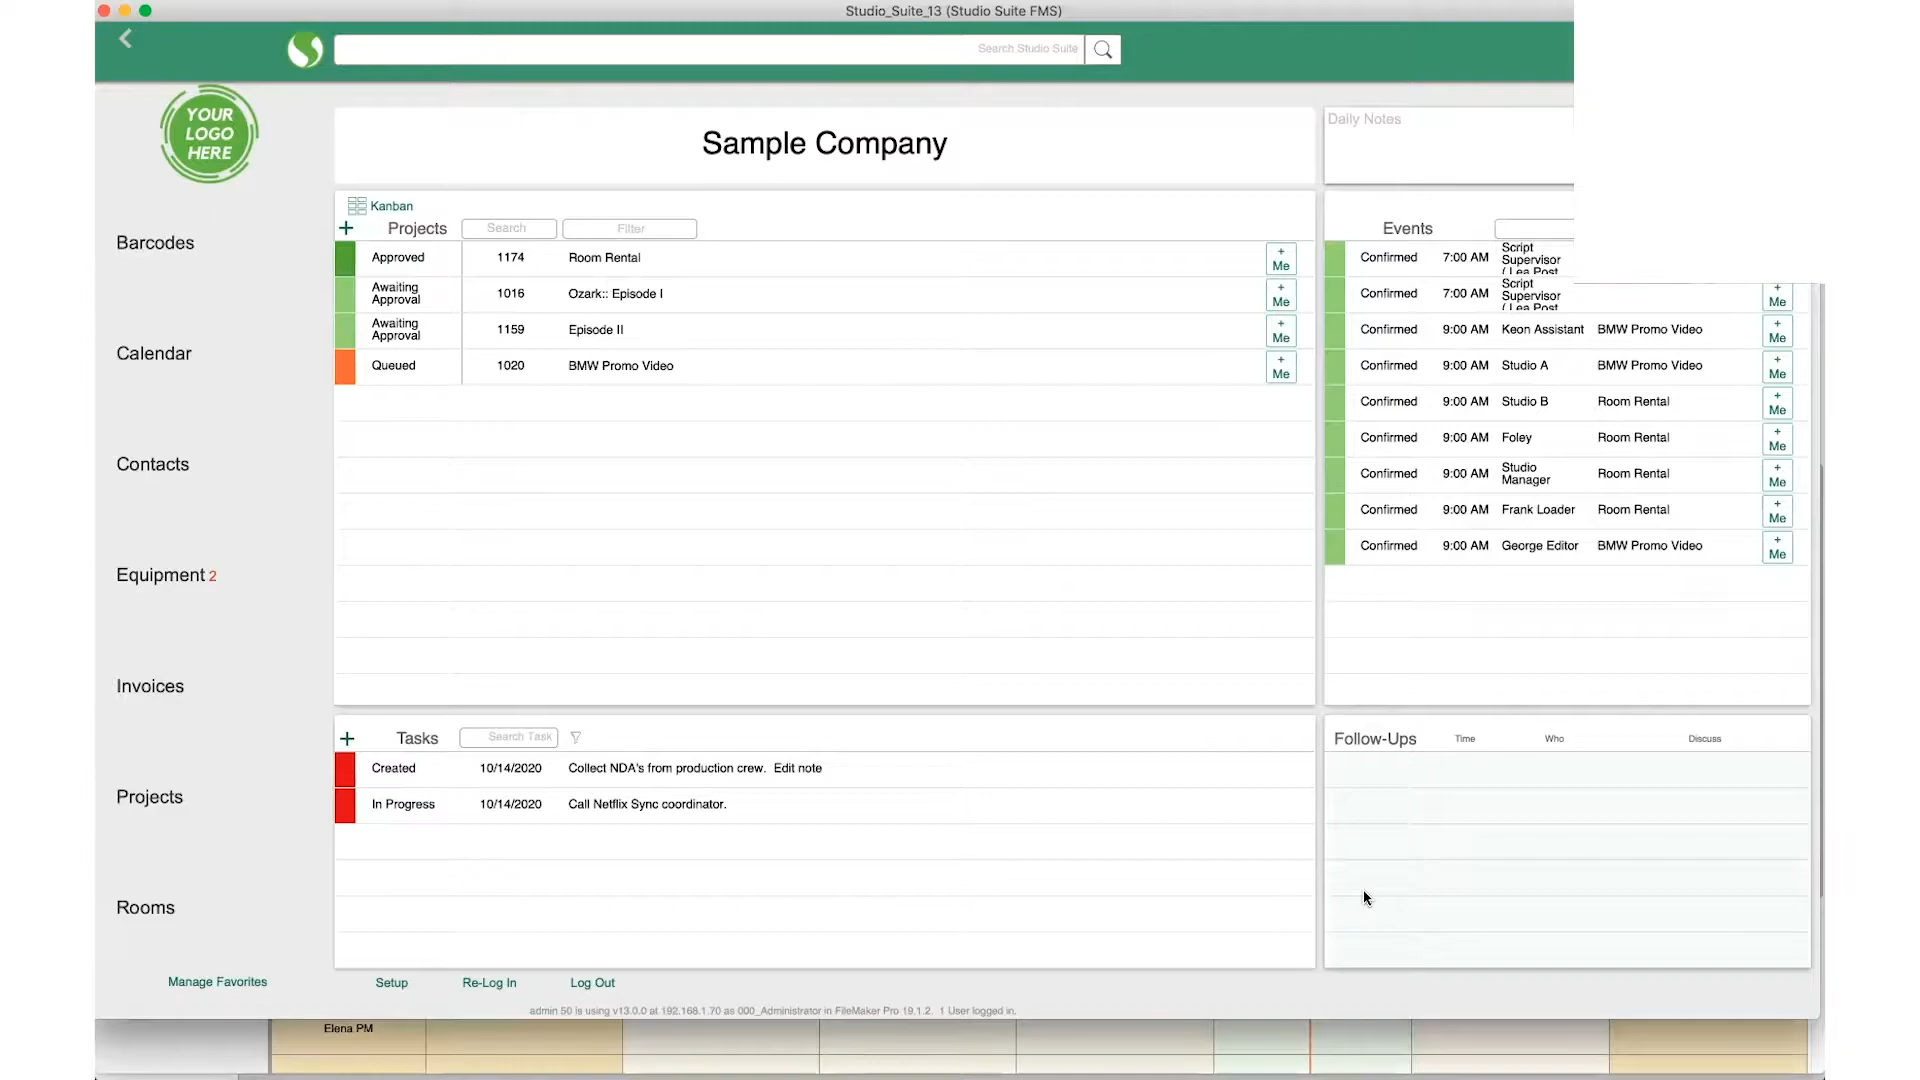 Studio_Suite_13 (Studio Suite FMS)
Search Studio Suite
YOUR
LOGO
HERE
Sample Company
Daily Notes
Barcodes
Calendar
Contacts
Equipment 2
Invoices
Projects
Rooms
Manage Favorites
Kanban
+ Projects Search Filter
Approved 1174 Room Rental + Me
Awaiting Approval 1016 Ozark:: Episode I + Me
Awaiting Approval 1159 Episode II + Me
Queued 1020 BMW Promo Video + Me
Events
Confirmed 7:00 AM Script Supervisor ( Lea Post
Confirmed 7:00 AM Script Supervisor ( Lea Post + Me
Confirmed 9:00 AM Keon Assistant BMW Promo Video + Me
Confirmed 9:00 AM Studio A BMW Promo Video + Me
Confirmed 9:00 AM Studio B Room Rental + Me
Confirmed 9:00 AM Foley Room Rental + Me
Confirmed 9:00 AM Studio Manager Room Rental + Me
Confirmed 9:00 AM Frank Loader Room Rental + Me
Confirmed 9:00 AM George Editor BMW Promo Video + Me
+ Tasks Search Task
Created 10/14/2020 Collect NDA's from production crew. Edit note
In Progress 10/14/2020 Call Netflix Sync coordinator.
Follow-Ups Time Who Discuss
Setup Re-Log In Log Out
admin 50 is using v13.0.0 at 192.168.1.70 as 000_Administrator in FileMaker Pro 19.1.2. 1 User logged in.
Elena PM